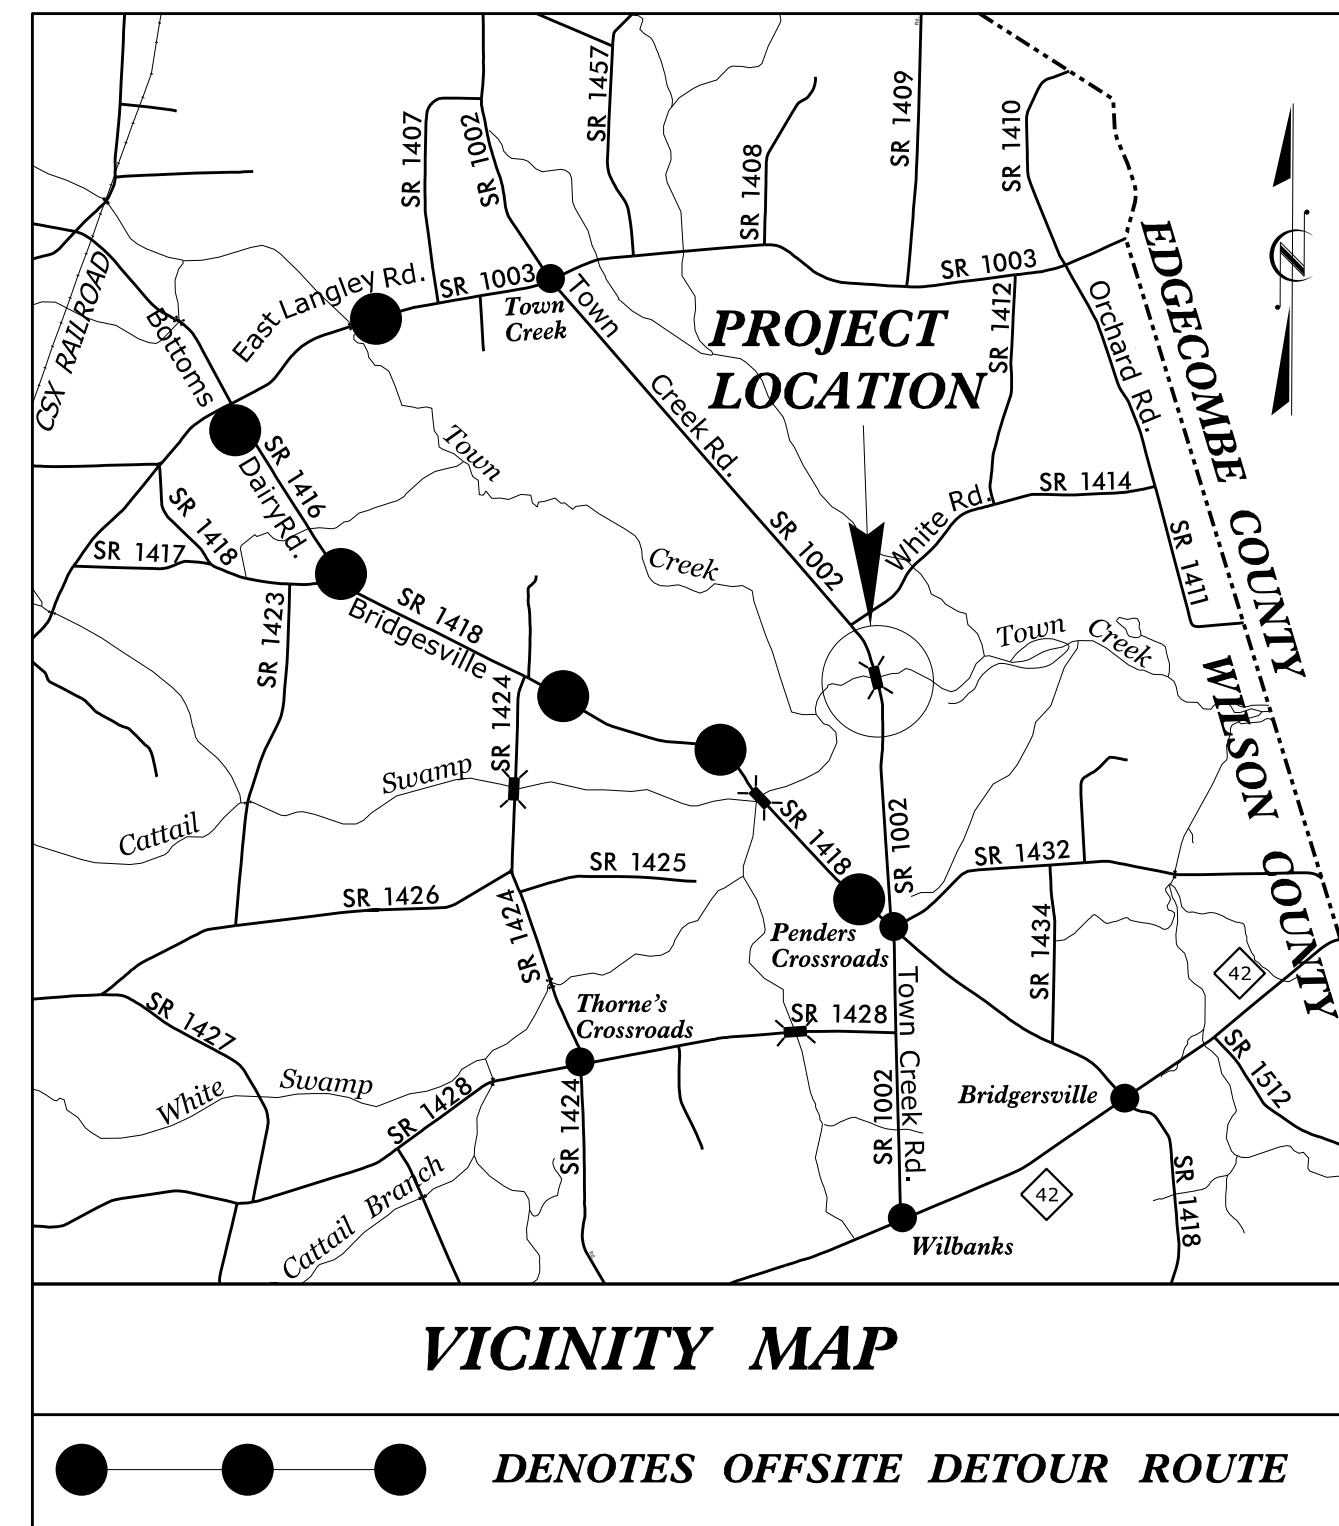 SR 1457
SR 1409
SR 1407
SR 1002
SR 1002
SR 1408
SR 1410
EDGECOMBE COUNTY
WILSON COUNTY
CSX RAILROAD
Bottoms
DairyRd.
East Langley Rd.
SR 1003
SR 1003
Town
Creek
Town Creek Rd.
PROJECT
LOCATION
SR 1412
Orchard Rd.
SR 1416
Town Creek
SR 1414
White Rd.
SR 1418
SR 1417
SR 1002
SR 1411
SR 1423
SR 1418
Bridgesville
Town Creek
SR 1424
Swamp
Cattail
SR 1418
SR 1002
SR 1432
SR 1425
SR 1426
SR 1424
SR 1434
Penders
Crossroads
42
Thorne's
Crossroads
SR 1428
SR 1427
Town Creek Rd.
SR 1512
White Swamp
SR 1428
SR 1424
SR 1002
Bridgersville
Cattail Branch
42
SR 1418
Wilbanks
VICINITY MAP
DENOTES OFFSITE DETOUR ROUTE